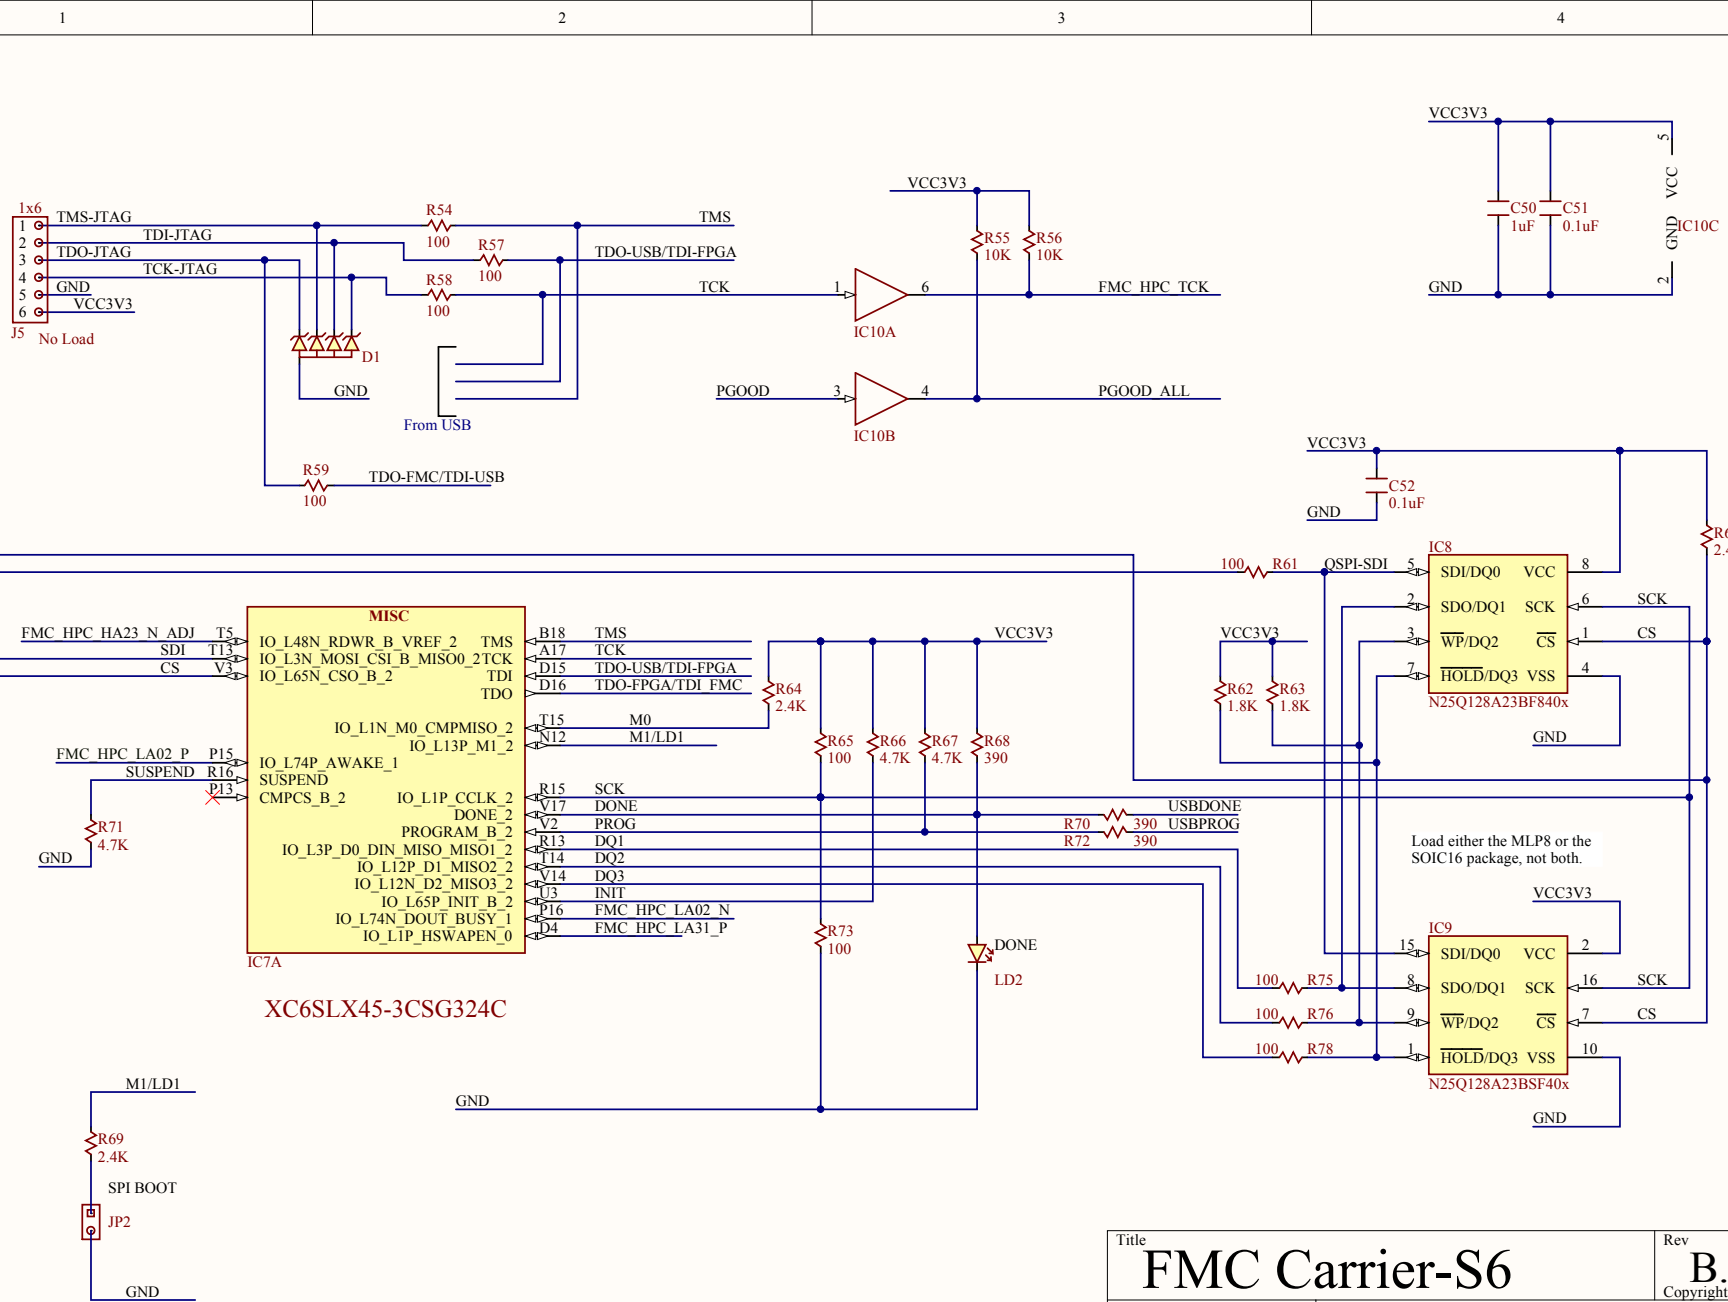 1 2 3 4
VCC3V3
5
VCC
C50
1uF
C51
0.1uF
GND
IC10C
2
GND
VCC3V3
R55
10K
R56
10K
1x6
1 TMS-JTAG
2 TDI-JTAG
3 TDO-JTAG
4 TCK-JTAG
5 GND
6 VCC3V3
J5 No Load
R54
100
TMS
R57
100
TDO-USB/TDI-FPGA
R58
100
TCK
1 6
IC10A
FMC_HPC_TCK
D1
GND
From USB
PGOOD 3 4
IC10B
PGOOD_ALL
R59
100
TDO-FMC/TDI-USB
VCC3V3
C52
0.1uF
GND
100 R61 QSPI-SDI
IC8
5 SDI/DQ0 VCC 8
2 SDO/DQ1 SCK 6 SCK
3 WP/DQ2 CS 1 CS
7 HOLD/DQ3 VSS 4
N25Q128A23BF840x
GND
VCC3V3
R62
1.8K
R63
1.8K
MISC
FMC_HPC_HA23_N_ADJ T5 IO_L48N_RDWR_B_VREF_2
SDI T13 IO_L3N_MOSI_CSI_B_MISO0_2
CS V3 IO_L65N_CSO_B_2
FMC_HPC_LA02_P P15 IO_L74P_AWAKE_1
SUSPEND R16 SUSPEND
P13 CMPCS_B_2
TMS B18 TMS
TCK A17 TCK
TDI D15 TDO-USB/TDI-FPGA
TDO D16 TDO-FPGA/TDI_FMC
IO_L1N_M0_CMPMISO_2 T15 M0
IO_L13P_M1_2 N12 M1/LD1
IO_L1P_CCLK_2 R15 SCK
DONE_2 V17 DONE
PROGRAM_B_2 V2 PROG
IO_L3P_D0_DIN_MISO_MISO1_2 R13 DQ1
IO_L12P_D1_MISO2_2 T14 DQ2
IO_L12N_D2_MISO3_2 V14 DQ3
IO_L65P_INIT_B_2 U3 INIT
IO_L74N_DOUT_BUSY_1 P16 FMC_HPC_LA02_N
IO_L1P_HSWAPEN_0 D4 FMC_HPC_LA31_P
IC7A
XC6SLX45-3CSG324C
R71
4.7K
GND
VCC3V3
R64
2.4K
R65
100
R66
4.7K
R67
4.7K
R68
390
R70 390 USBDONE
R72 390 USBPROG
R73
100
DONE
LD2
GND
Load either the MLP8 or the
SOIC16 package, not both.
VCC3V3
IC9
15 SDI/DQ0 VCC 2
100 R75 8 SDO/DQ1 SCK 16 SCK
100 R76 9 WP/DQ2 CS 7 CS
100 R78 1 HOLD/DQ3 VSS 10
N25Q128A23BSF40x
GND
M1/LD1
R69
2.4K
SPI BOOT
JP2
GND
Title
FMC Carrier-S6
Rev
B.
Copyright